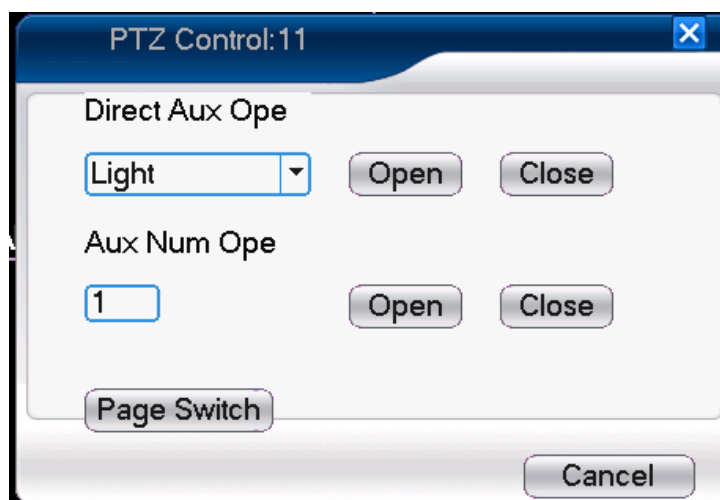 PTZ Control:11
Direct Aux Ope
Light Open Close
Aux Num Ope
1 Open Close
Page Switch
Cancel